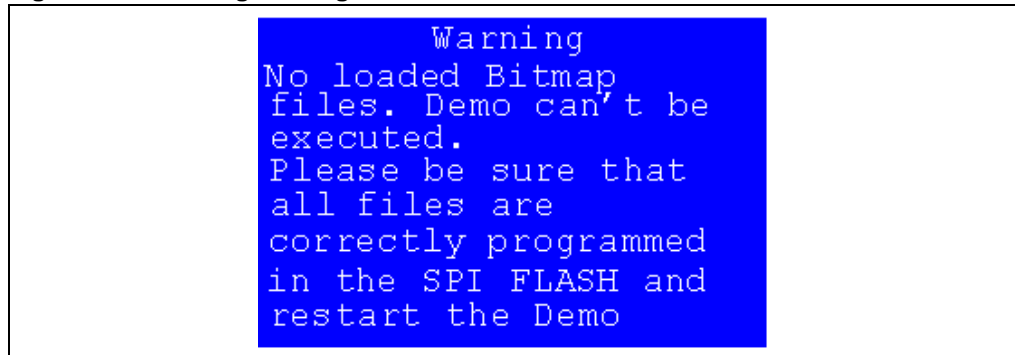 Warning
No loaded Bitmap
files. Demo can't be
executed.
Please be sure that
all files are
correctly programmed
in the SPI FLASH and
restart the Demo